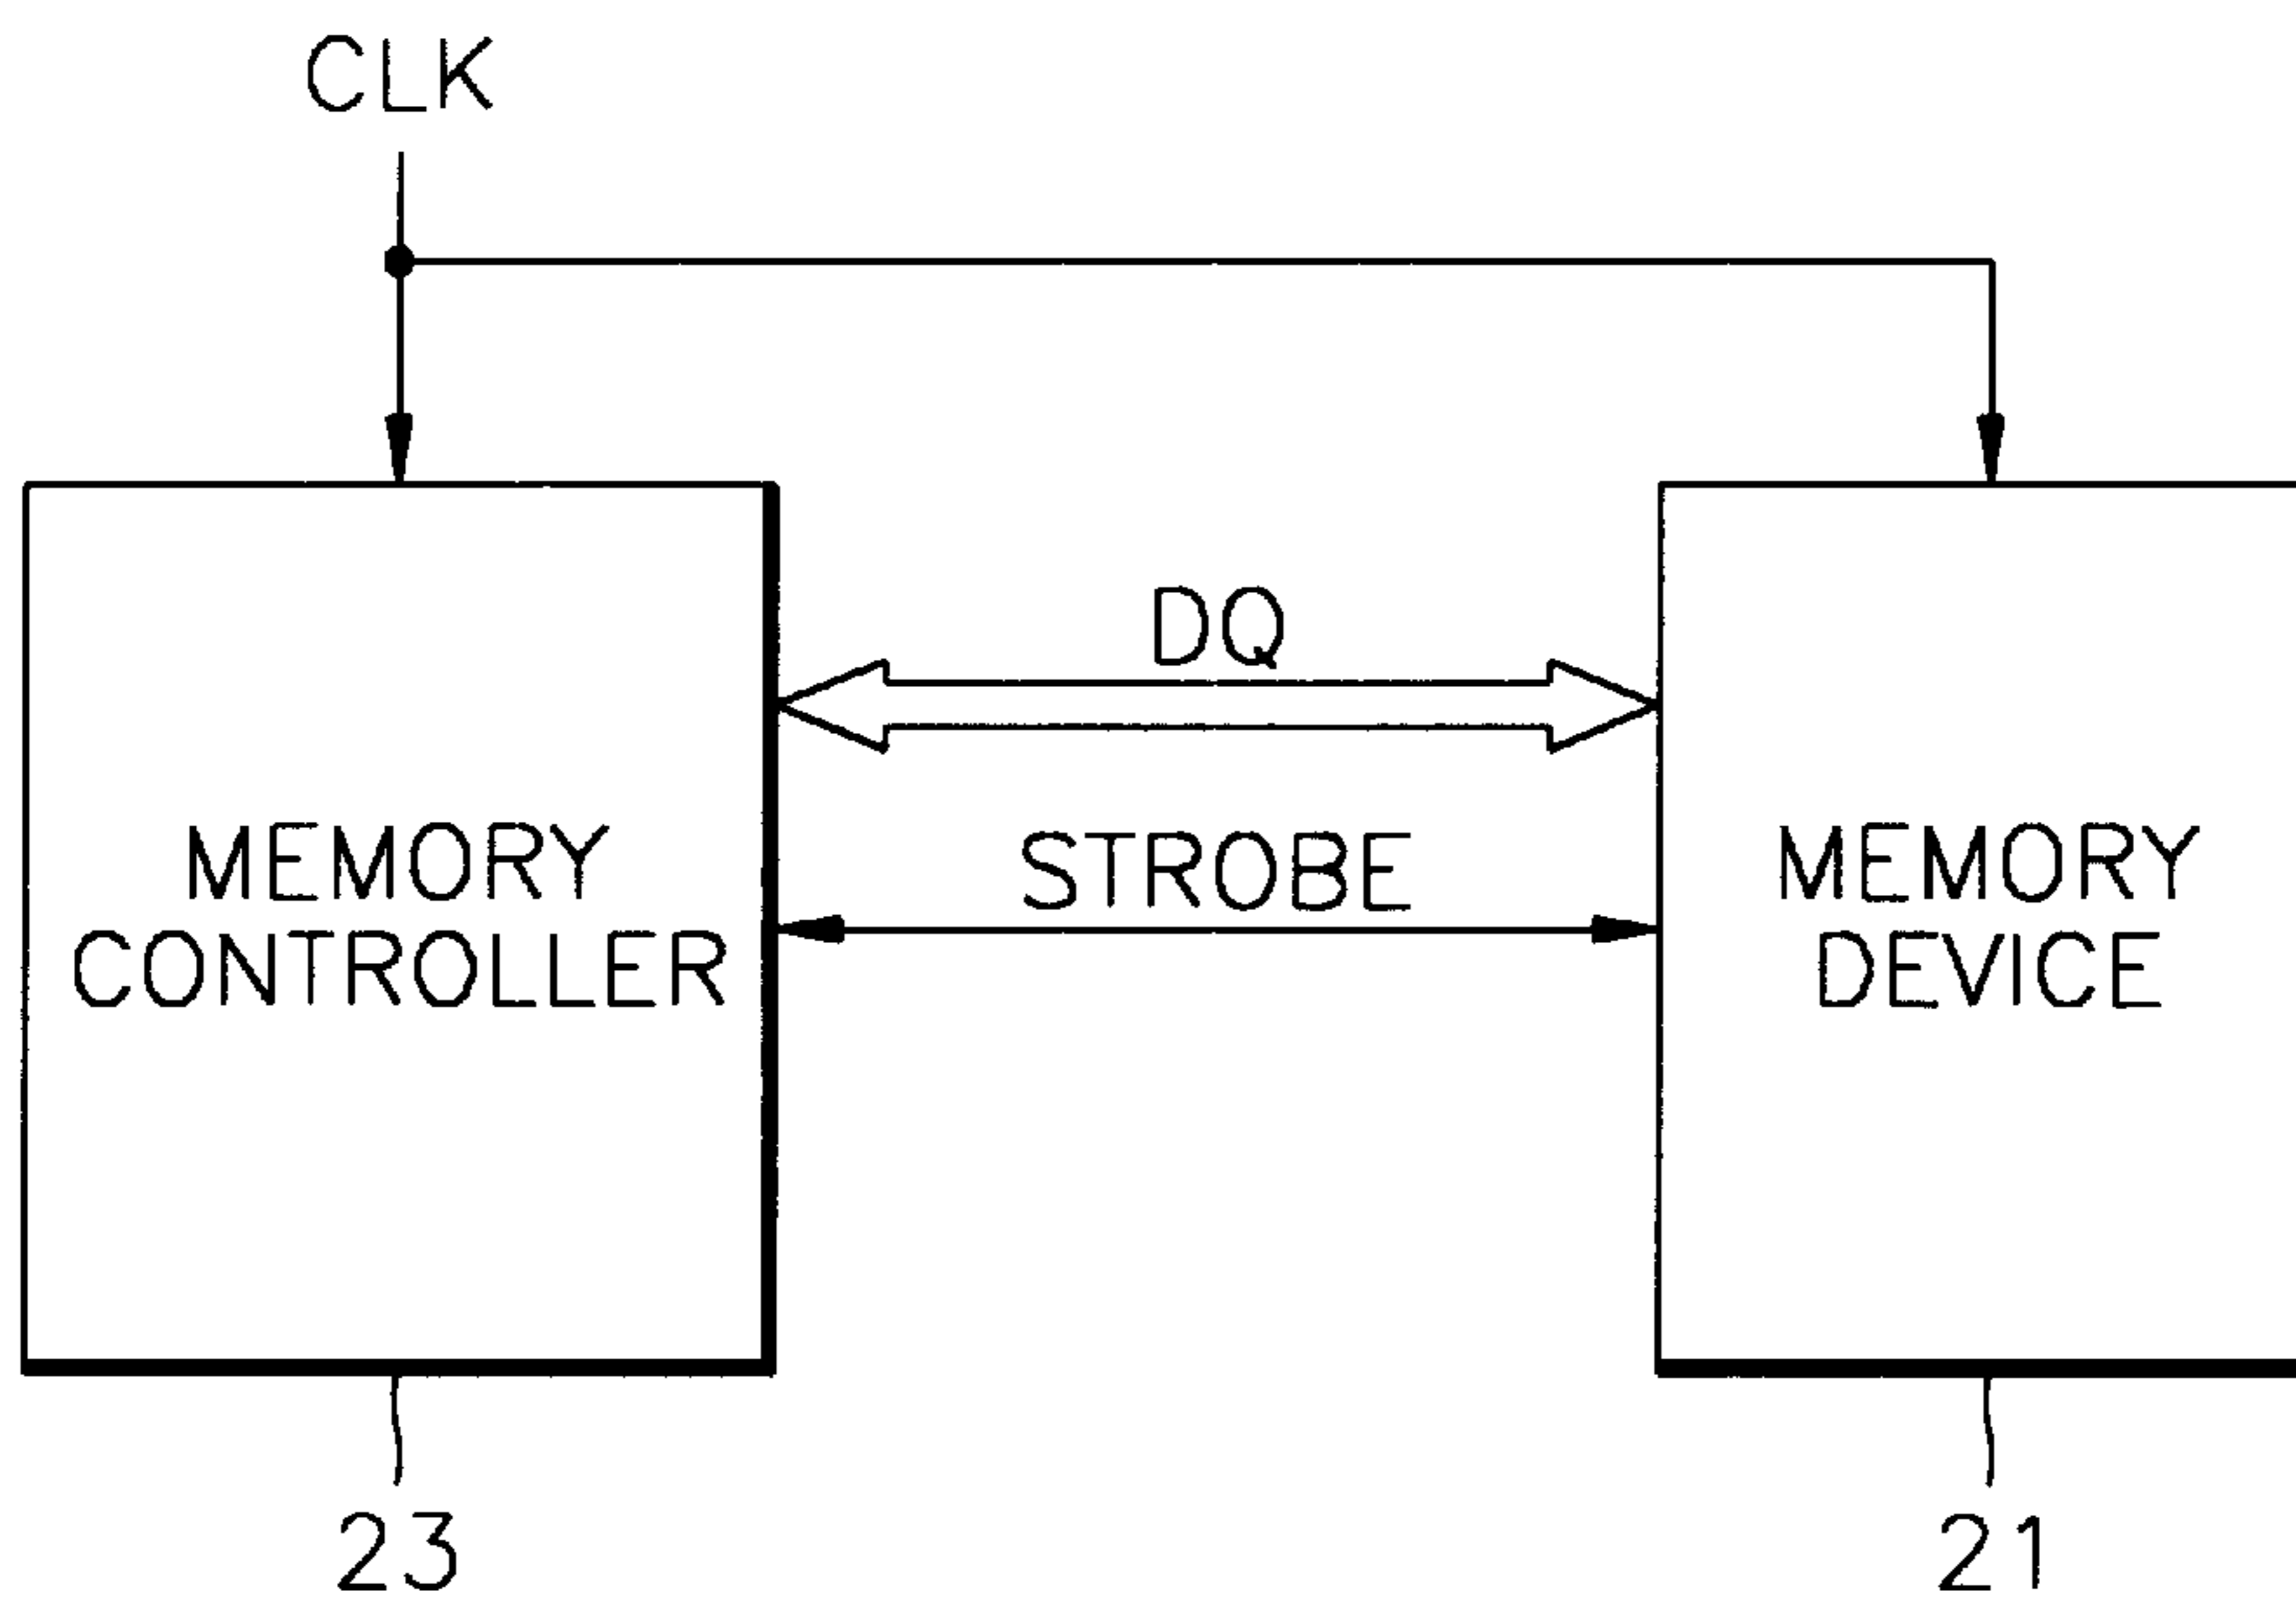 CLK
DQ
STROBE
MEMORY
CONTROLLER
MEMORY
DEVICE
23
21